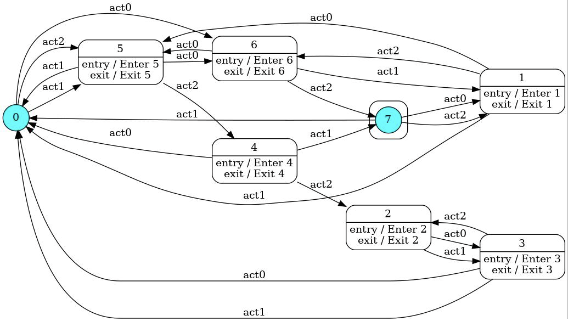 act0
act0
act2
5
entry / Enter 5
exit / Exit 5
act0
act0
6
entry / Enter 6
exit / Exit 6
act2
act1
1
entry / Enter 1
exit / Exit 1
act1
act1
act2
act2
0
act1
7
act0
act2
act0
act1
4
entry / Enter 4
exit / Exit 4
act1
act2
2
entry / Enter 2
exit / Exit 2
act2
act0
act1
3
entry / Enter 3
exit / Exit 3
act0
act1